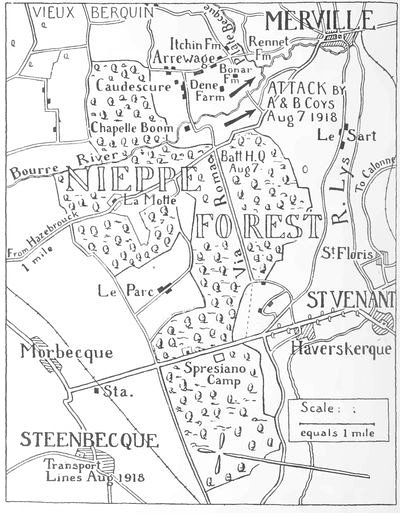 VIEUX BERQUIN
MERVILLE
Plate Becque
Itchin Fm
Rennet
Fm
Arrewage
Bonar
Fm
Caudescure
Dene
Farm
ATTACK BY
A & B COYS
Aug 7 1918
Chapelle Boom
Le Sart
Bourre River
Batt H.Q
Aug 7
NIEPPE
To Calonne
La Motte
Via Romag
R. Lys
FOREST
From Hazebrouck
1 mile
St Floris
Le Parc
ST VENANT
Morbecque
Haverskerque
Spresiano
Camp
Sta.
Scale:
equals 1 mile
STEENBECQUE
Transport
Lines Aug 1918